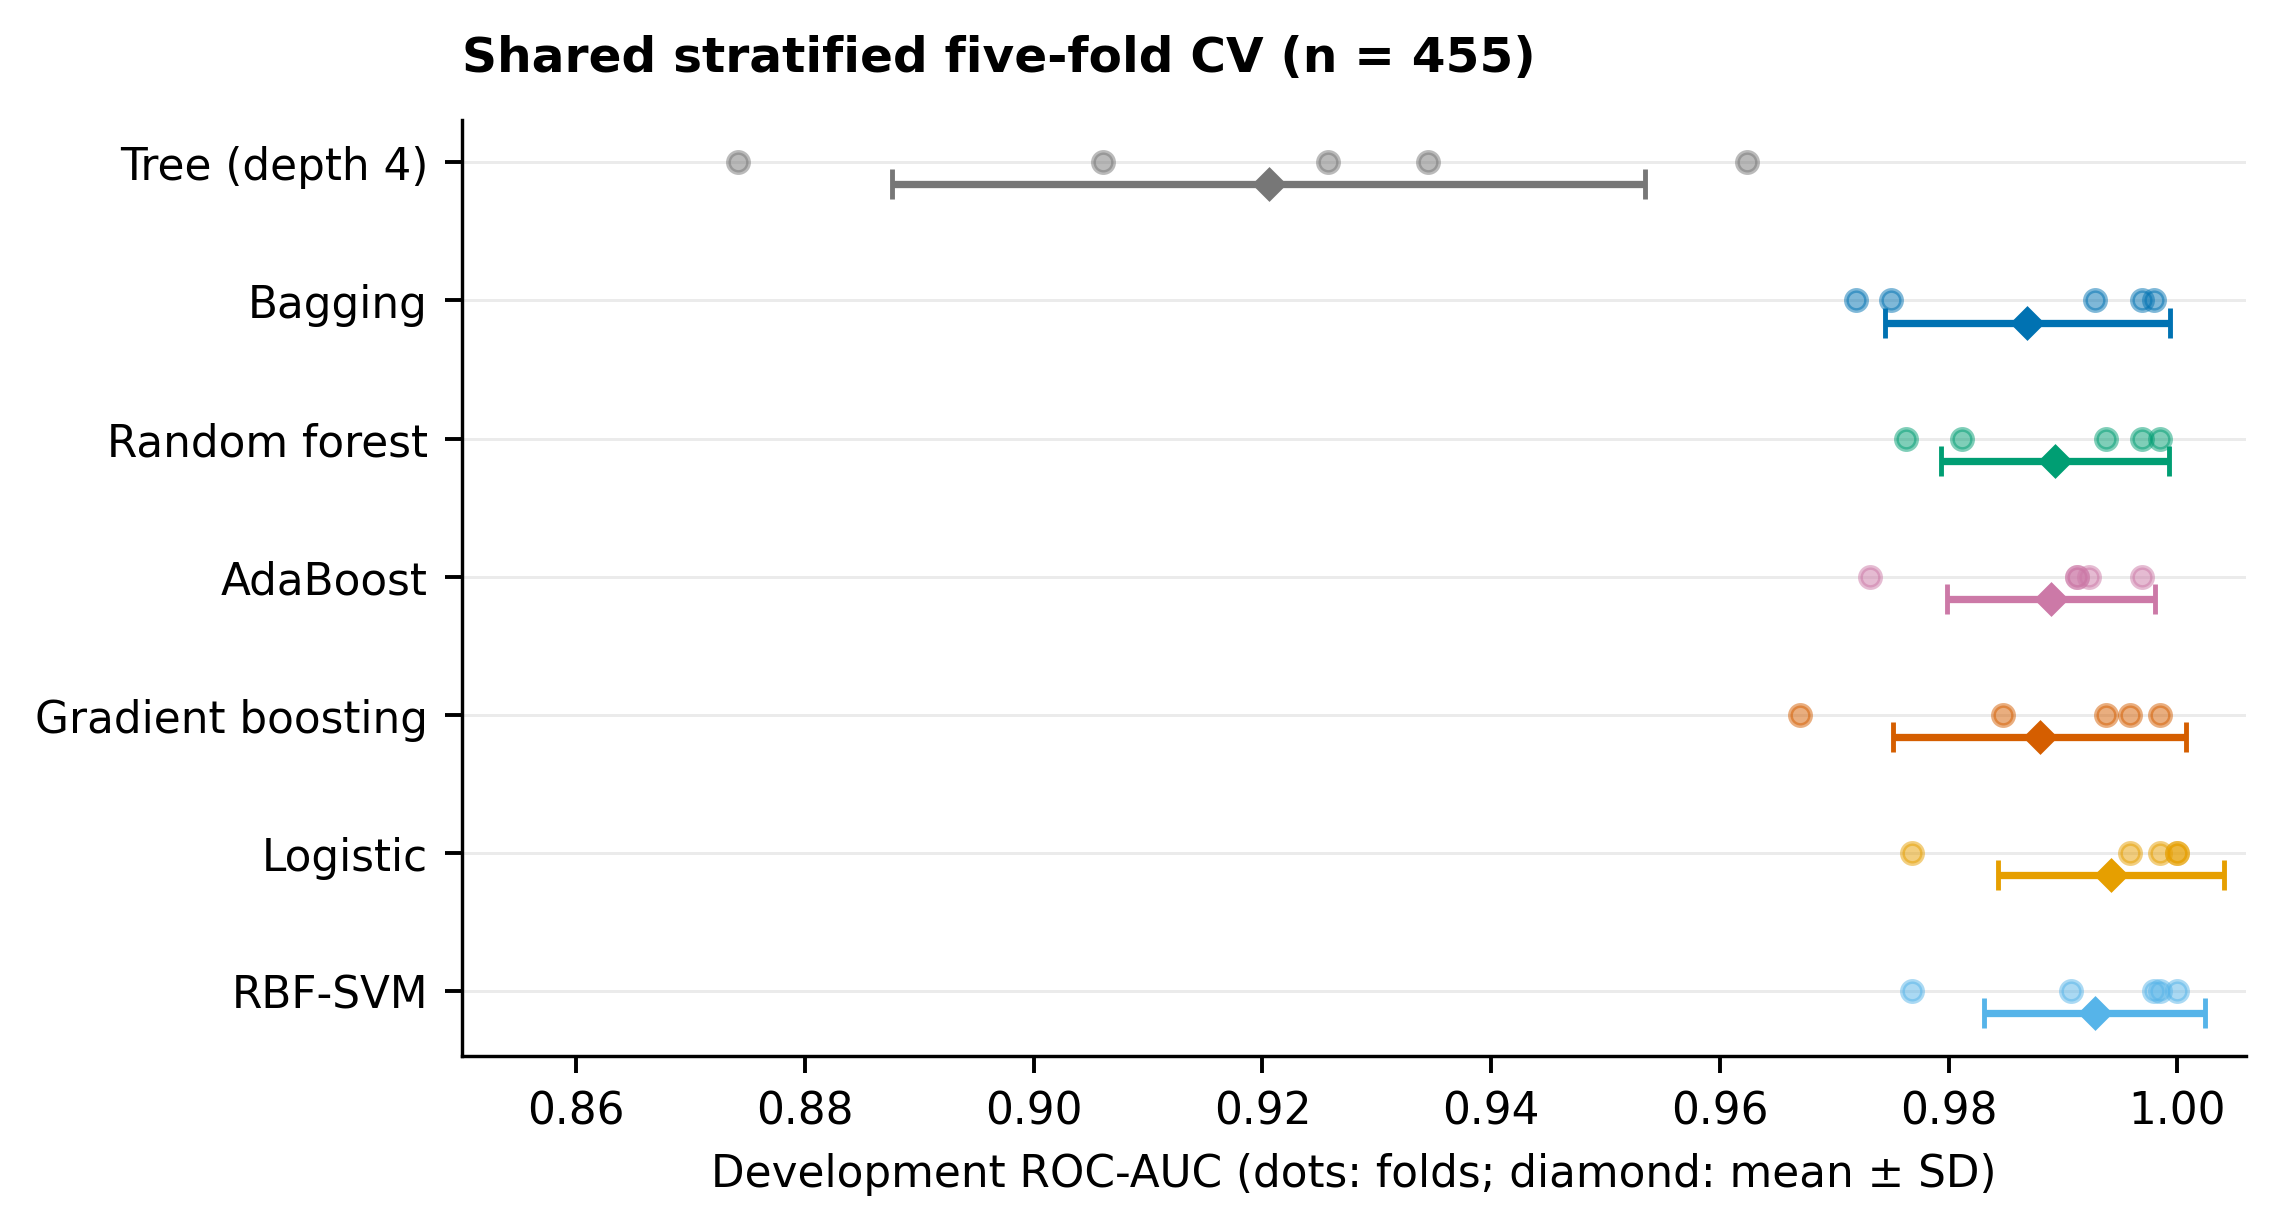 Shared stratified five-fold CV (n = 455)
Tree (depth 4)
Bagging
Random forest
AdaBoost
Gradient boosting
Logistic
RBF-SVM
0.86 0.88 0.90 0.92 0.94 0.96 0.98 1.00
Development ROC-AUC (dots: folds; diamond: mean ± SD)